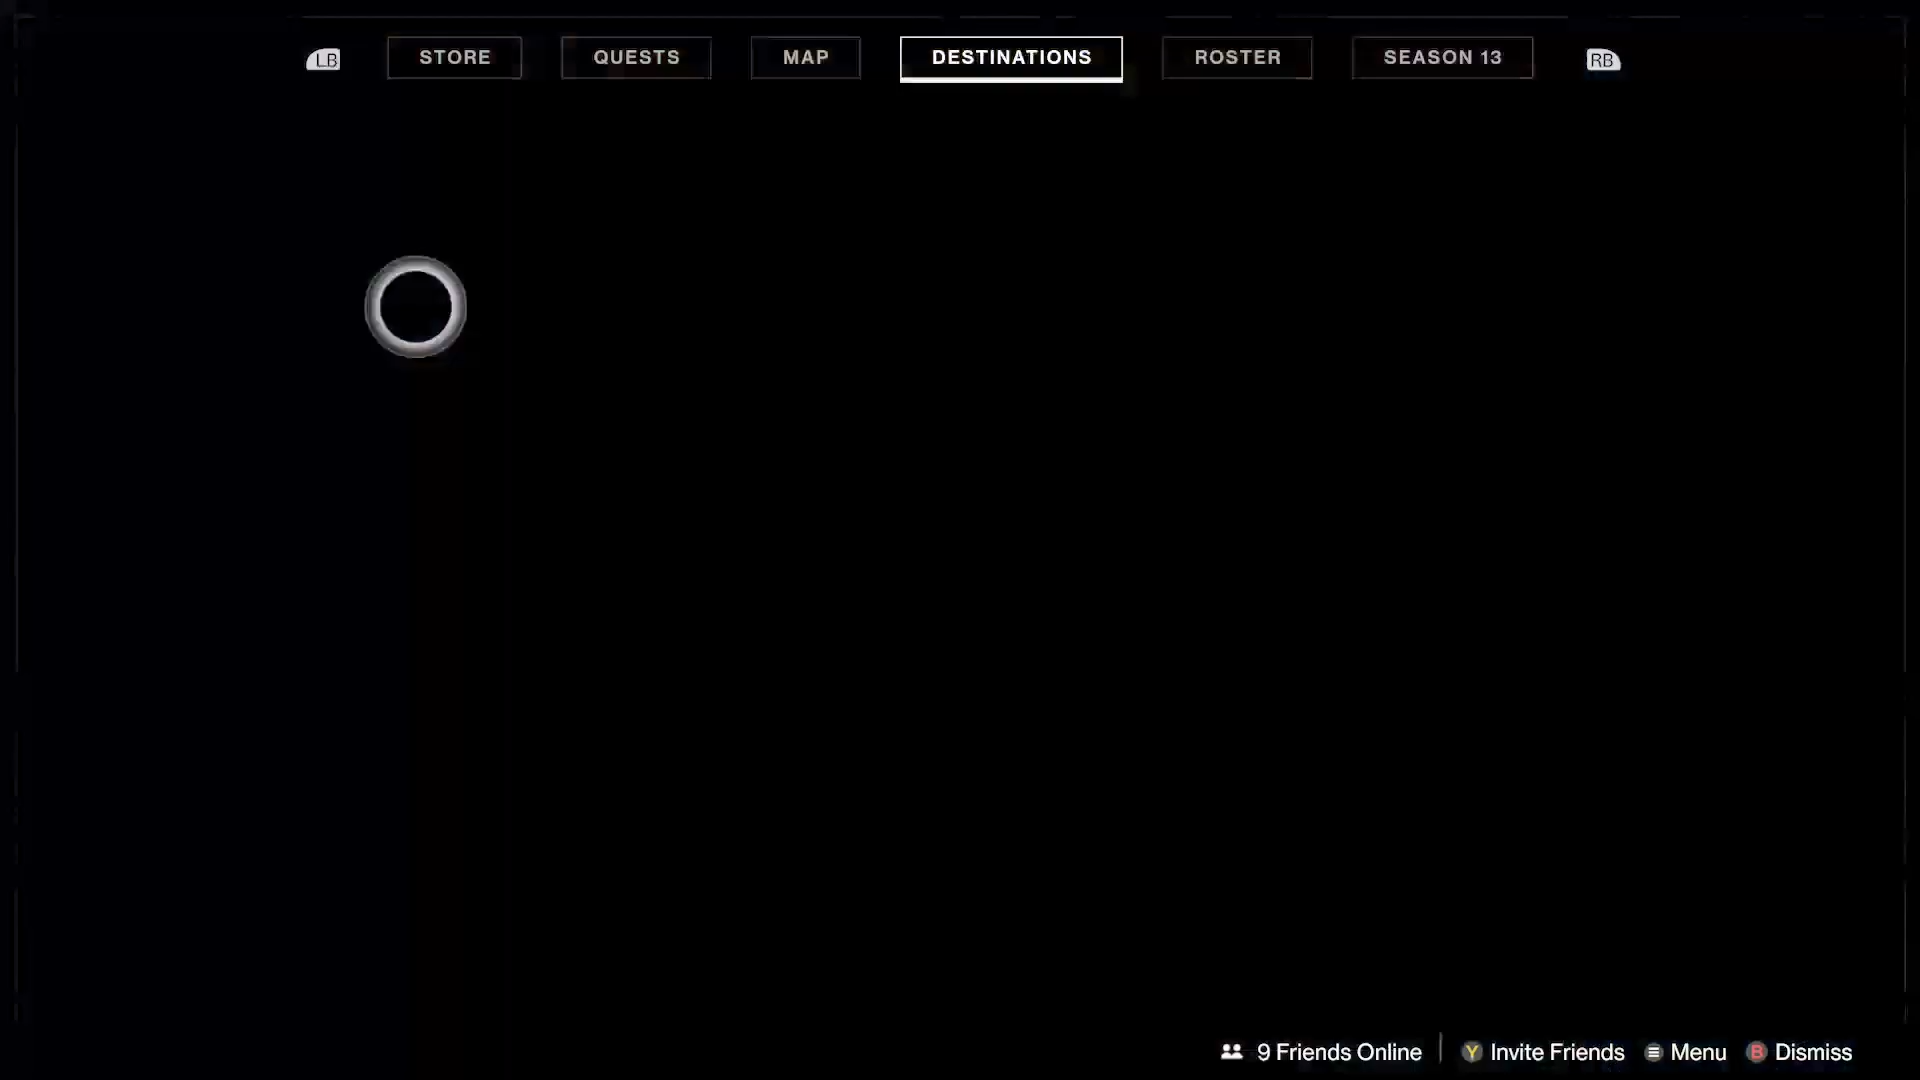 LB STORE QUESTS MAP DESTINATIONS ROSTER SEASON 13 RB
9 Friends Online Y Invite Friends Menu B Dismiss